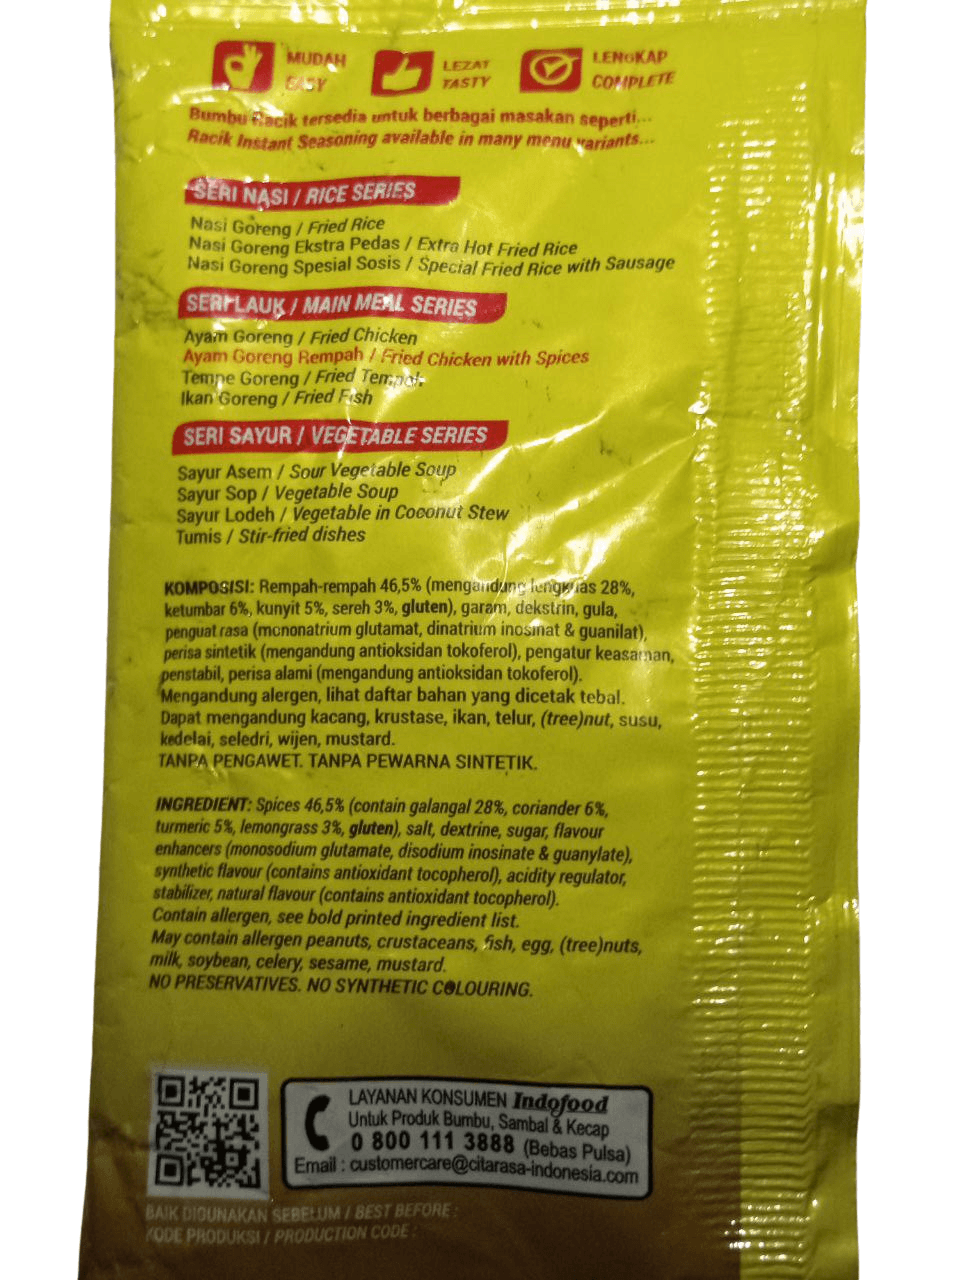 MUDAH
EASY
LEZAT
TASTY
LENGKAP
COMPLETE
Bumbu Racik tersedia untuk berbagai masakan seperti...
Racik Instant Seasoning available in many menu variants...
SERI NASI / RICE SERIES
Nasi Goreng / Fried Rice
Nasi Goreng Ekstra Pedas / Extra Hot Fried Rice
Nasi Goreng Spesial Sosis / Special Fried Rice with Sausage
SERI LAUK / MAIN MEAL SERIES
Ayam Goreng / Fried Chicken
Ayam Goreng Rempah / Fried Chicken with Spices
Tempe Goreng / Fried Tempeh
Ikan Goreng / Fried Fish
SERI SAYUR / VEGETABLE SERIES
Sayur Asem / Sour Vegetable Soup
Sayur Sop / Vegetable Soup
Sayur Lodeh / Vegetable in Coconut Stew
Tumis / Stir-fried dishes
KOMPOSISI: Rempah-rempah 46,5% (mengandung lengkuas 28%,
ketumbar 6%, kunyit 5%, sereh 3%, gluten), garam, dekstrin, gula,
penguat rasa (mononatrium glutamat, dinatrium inosinat & guanilat),
perisa sintetik (mengandung antioksidan tokoferol), pengatur keasaman,
penstabil, perisa alami (mengandung antioksidan tokoferol).
Mengandung alergen, lihat daftar bahan yang dicetak tebal.
Dapat mengandung kacang, krustase, ikan, telur, (tree)nut, susu,
kedelai, seledri, wijen, mustard.
TANPA PENGAWET. TANPA PEWARNA SINTETIK.
INGREDIENT: Spices 46,5% (contain galangal 28%, coriander 6%,
turmeric 5%, lemongrass 3%, gluten), salt, dextrine, sugar, flavour
enhancers (monosodium glutamate, disodium inosinate & guanylate),
synthetic flavour (contains antioxidant tocopherol), acidity regulator,
stabilizer, natural flavour (contains antioxidant tocopherol).
Contain allergen, see bold printed ingredient list.
May contain allergen peanuts, crustaceans, fish, egg, (tree)nuts,
milk, soybean, celery, sesame, mustard.
NO PRESERVATIVES. NO SYNTHETIC COLOURING.
LAYANAN KONSUMEN Indofood
Untuk Produk Bumbu, Sambal & Kecap
0 800 111 3888 (Bebas Pulsa)
Email : customercare@citarasa-indonesia.com
BAIK DIGUNAKAN SEBELUM / BEST BEFORE :
KODE PRODUKSI / PRODUCTION CODE :